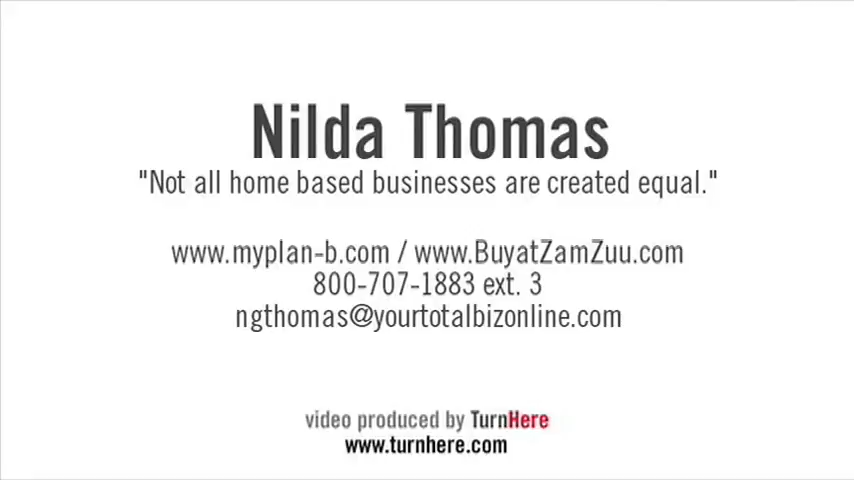 Nilda Thomas
"Not all home based businesses are created equal."
www.myplan-b.com / www.BuyatZamZuu.com
800-707-1883 ext. 3
ngthomas@yourtotalbizonline.com
video produced by TurnHere
www.turnhere.com